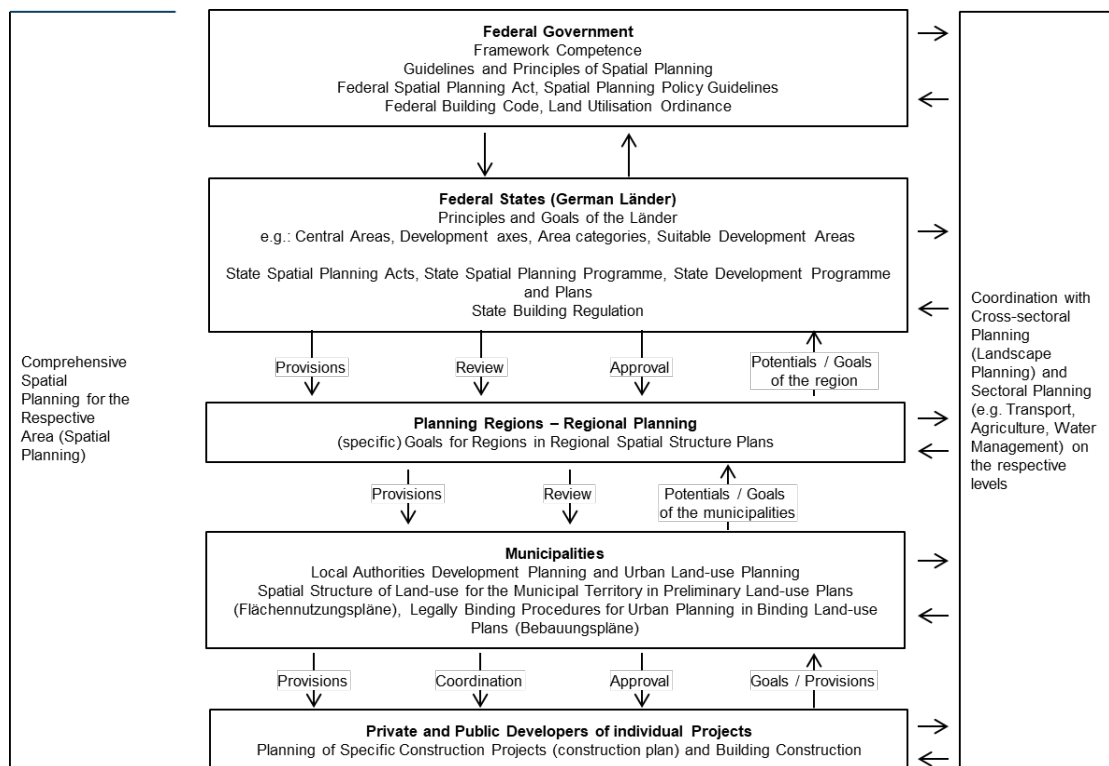 Federal Government
Framework Competence
Guidelines and Principles of Spatial Planning
Federal Spatial Planning Act, Spatial Planning Policy Guidelines
Federal Building Code, Land Utilisation Ordinance
Federal States (German Länder)
Principles and Goals of the Länder
e.g.: Central Areas, Development axes, Area categories, Suitable Development Areas
State Spatial Planning Acts, State Spatial Planning Programme, State Development Programme
and Plans
State Building Regulation
Provisions
Review
Approval
Potentials / Goals
of the region
Planning Regions – Regional Planning
(specific) Goals for Regions in Regional Spatial Structure Plans
Provisions
Review
Potentials / Goals
of the municipalities
Municipalities
Local Authorities Development Planning and Urban Land-use Planning
Spatial Structure of Land-use for the Municipal Territory in Preliminary Land-use Plans
(Flächennutzungspläne), Legally Binding Procedures for Urban Planning in Binding Land-use
Plans (Bebauungspläne)
Provisions
Coordination
Approval
Goals / Provisions
Private and Public Developers of individual Projects
Planning of Specific Construction Projects (construction plan) and Building Construction
Comprehensive
Spatial
Planning for the
Respective
Area (Spatial
Planning)
Coordination with
Cross-sectoral
Planning
(Landscape
Planning) and
Sectoral Planning
(e.g. Transport,
Agriculture, Water
Management) on
the respective
levels